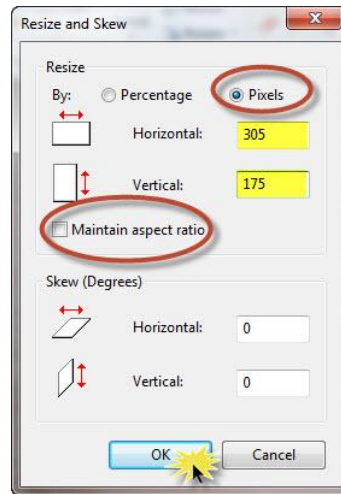 Resize and Skew
Resize
By: Percentage Pixels
Horizontal: 305
Vertical: 175
Maintain aspect ratio
Skew (Degrees)
Horizontal: 0
Vertical: 0
OK Cancel